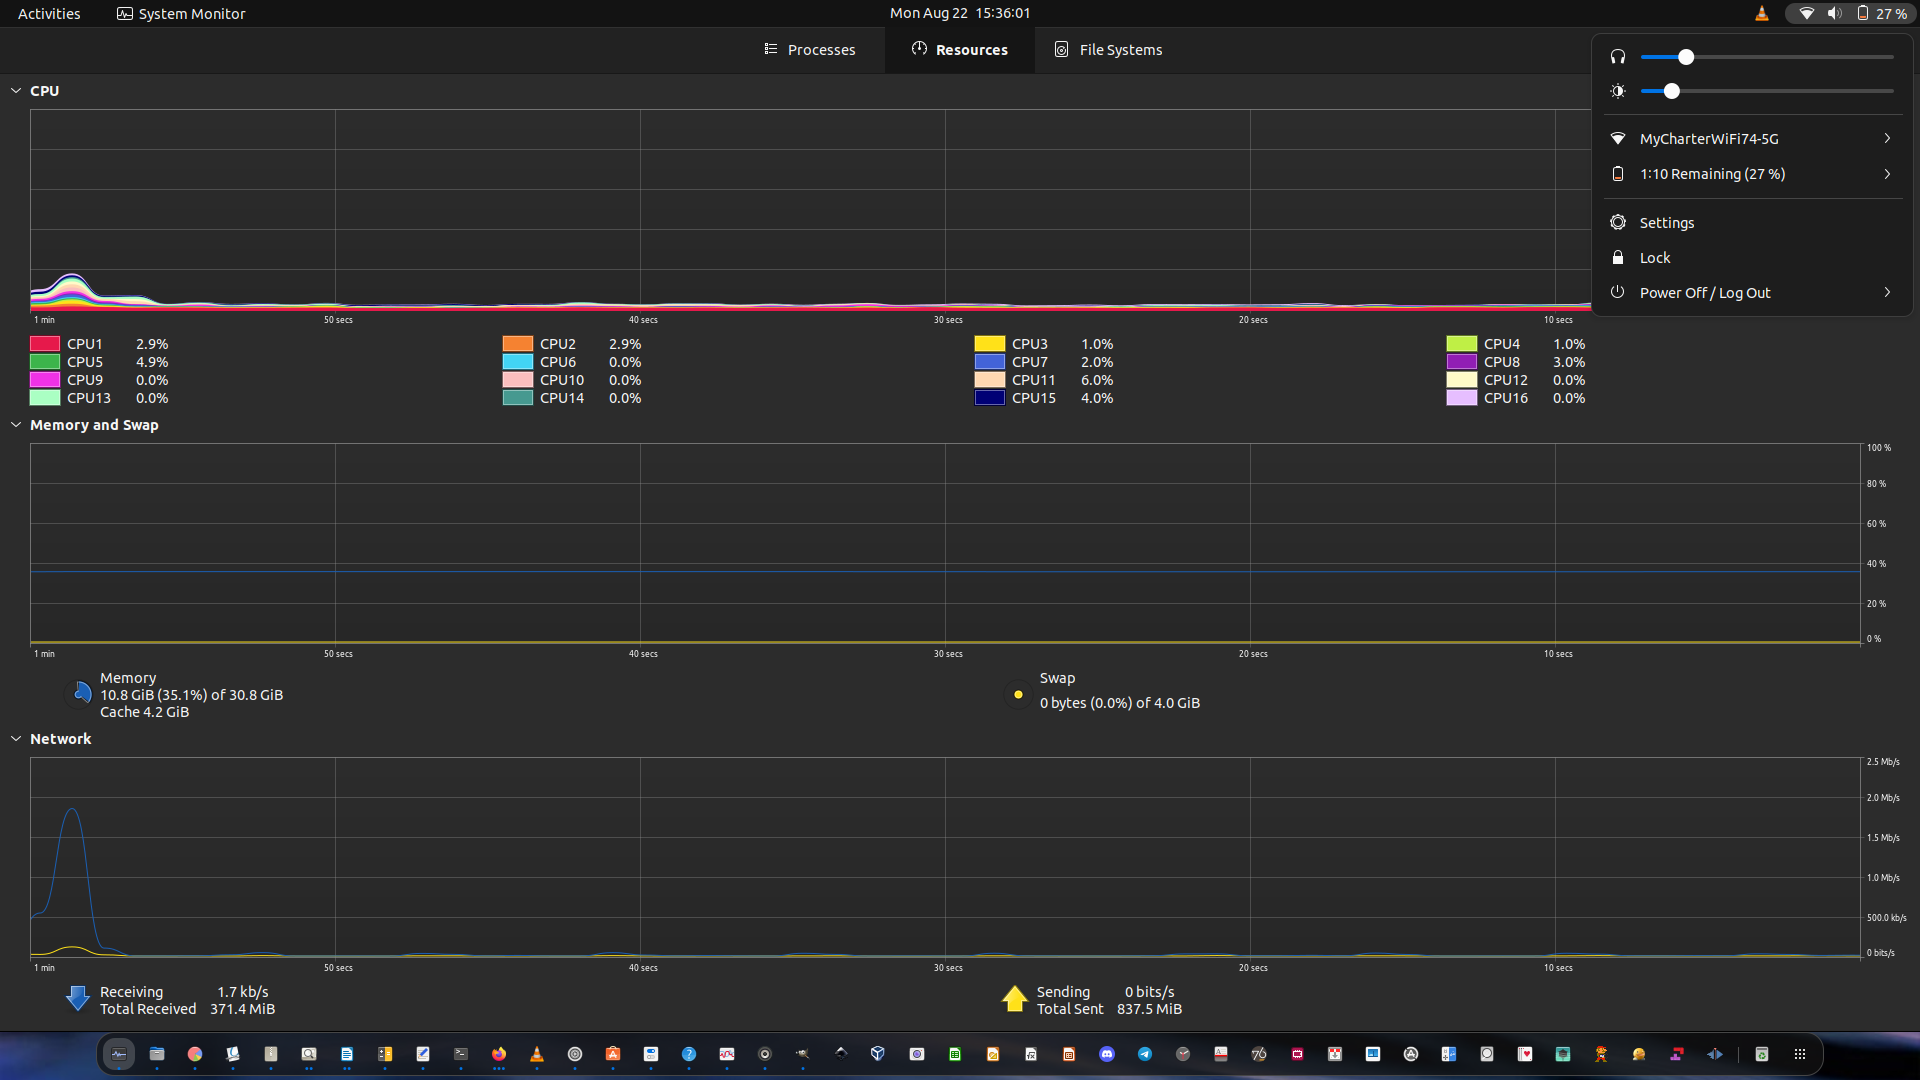 Activities
System Monitor
Mon Aug 22 15:36:01
27 %
Processes
Resources
File Systems
MyCharterWiFi74-5G
1:10 Remaining (27 %)
Settings
Lock
Power Off / Log Out
CPU
1 min 50 secs 40 secs 30 secs 20 secs 10 secs
CPU1 2.9% CPU2 2.9% CPU3 1.0% CPU4 1.0%
CPU5 4.9% CPU6 0.0% CPU7 2.0% CPU8 3.0%
CPU9 0.0% CPU10 0.0% CPU11 6.0% CPU12 0.0%
CPU13 0.0% CPU14 0.0% CPU15 4.0% CPU16 0.0%
Memory and Swap
100 %
80 %
60 %
40 %
20 %
0 %
1 min 50 secs 40 secs 30 secs 20 secs 10 secs
Memory
10.8 GiB (35.1%) of 30.8 GiB
Cache 4.2 GiB
Swap
0 bytes (0.0%) of 4.0 GiB
Network
2.5 Mb/s
2.0 Mb/s
1.5 Mb/s
1.0 Mb/s
500.0 kb/s
0 bits/s
1 min 50 secs 40 secs 30 secs 20 secs 10 secs
Receiving 1.7 kb/s
Total Received 371.4 MiB
Sending 0 bits/s
Total Sent 837.5 MiB
76